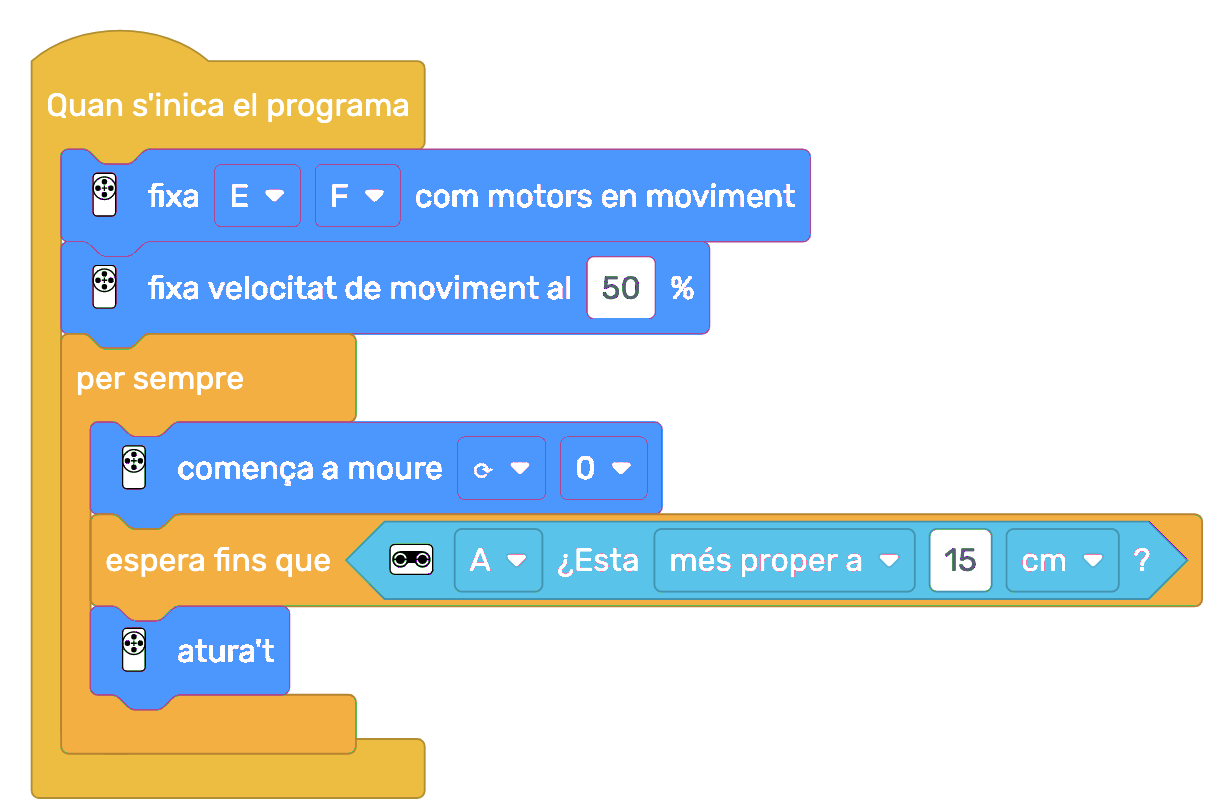 Quan s'inica el programa
fixa E F com motors en moviment
fixa velocitat de moviment al 50 %
per sempre
comença a moure ⟳ 0
espera fins que A ¿Esta més proper a 15 cm ?
atura't